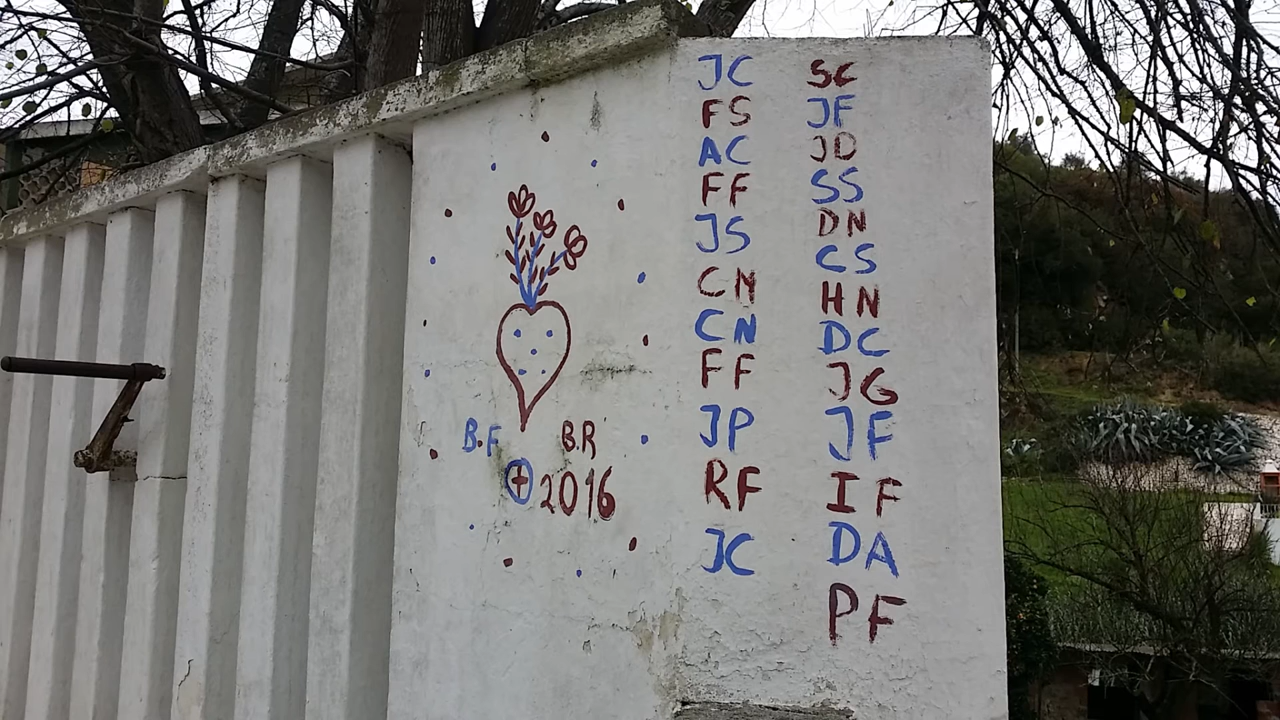 B.F B.R
2016
JC SC
FS JF
AC JD
FF SS
JS DN
CN CS
CN HN
FF DC
JP JG
RF JF
JC IF
DA
PF